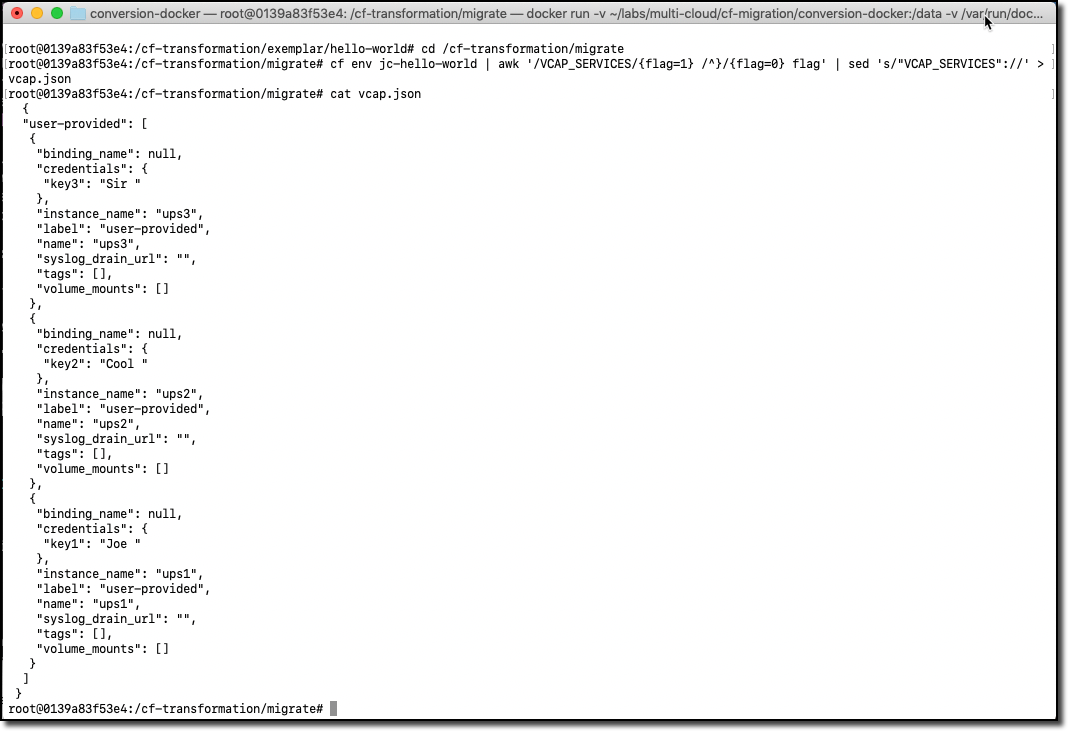 conversion-docker — root@0139a83f53e4: /cf-transformation/migrate — docker run -v ~/labs/multi-cloud/cf-migration/conversion-docker:/data -v /var/run/doc...
[root@0139a83f53e4:/cf-transformation/exemplar/hello-world# cd /cf-transformation/migrate ]
[root@0139a83f53e4:/cf-transformation/migrate# cf env jc-hello-world | awk '/VCAP_SERVICES/{flag=1} /^}/{flag=0} flag' | sed 's/"VCAP_SERVICES"://' > ]
vcap.json
[root@0139a83f53e4:/cf-transformation/migrate# cat vcap.json ]
  {
  "user-provided": [
   {
    "binding_name": null,
    "credentials": {
     "key3": "Sir "
    },
    "instance_name": "ups3",
    "label": "user-provided",
    "name": "ups3",
    "syslog_drain_url": "",
    "tags": [],
    "volume_mounts": []
   },
   {
    "binding_name": null,
    "credentials": {
     "key2": "Cool "
    },
    "instance_name": "ups2",
    "label": "user-provided",
    "name": "ups2",
    "syslog_drain_url": "",
    "tags": [],
    "volume_mounts": []
   },
   {
    "binding_name": null,
    "credentials": {
     "key1": "Joe "
    },
    "instance_name": "ups1",
    "label": "user-provided",
    "name": "ups1",
    "syslog_drain_url": "",
    "tags": [],
    "volume_mounts": []
   }
  ]
 }
root@0139a83f53e4:/cf-transformation/migrate#